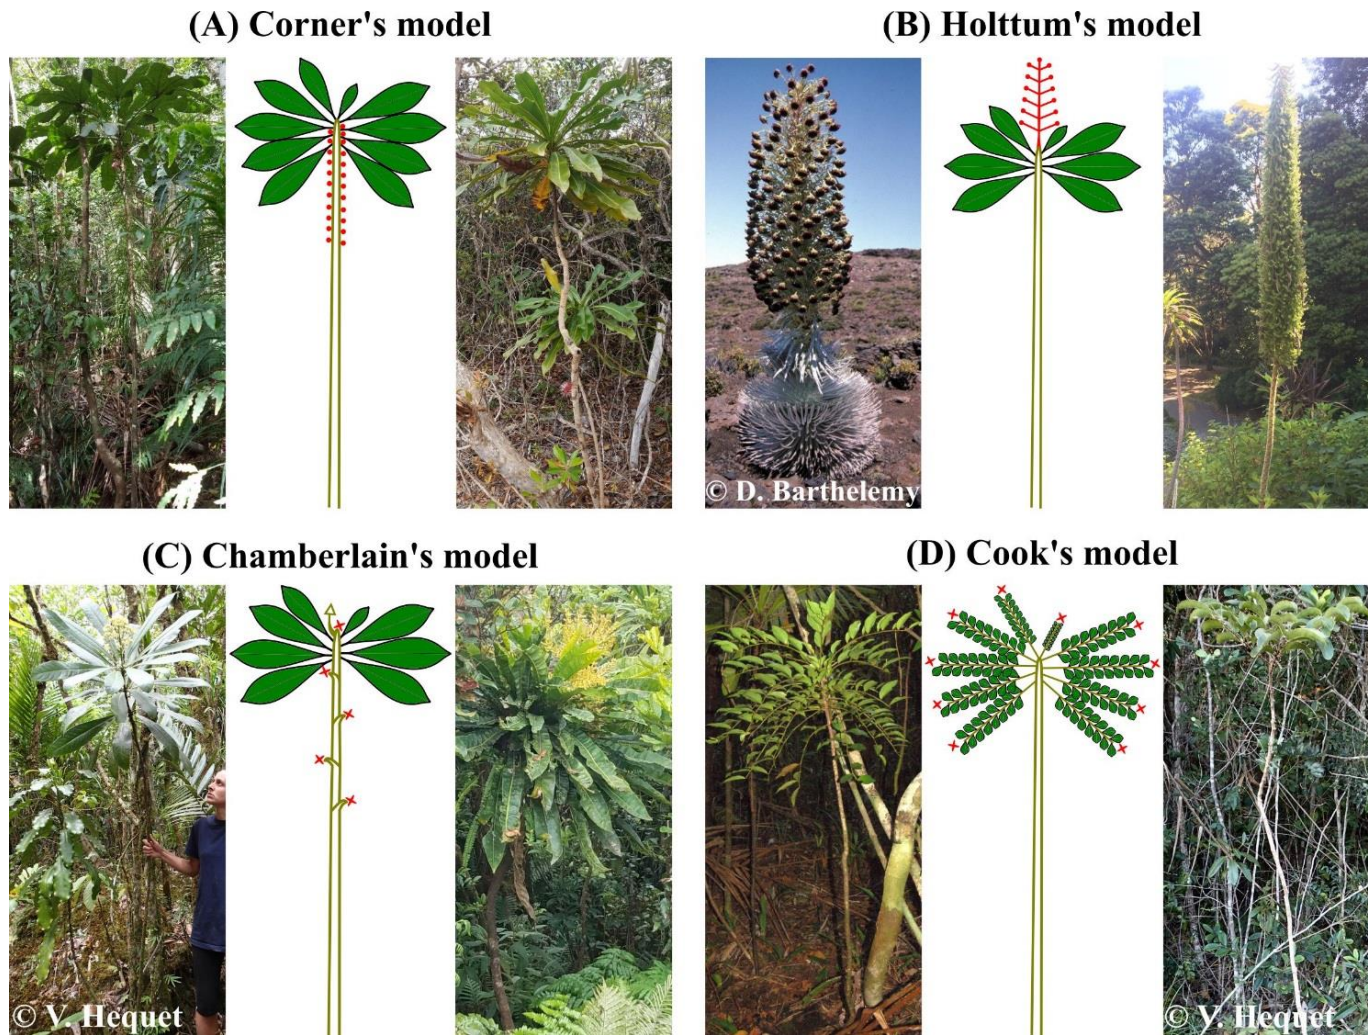 (A) Corner's model
(B) Holttum's model
© D. Barthelemy
(C) Chamberlain's model
(D) Cook's model
© V. Hequet
© V. Hequet